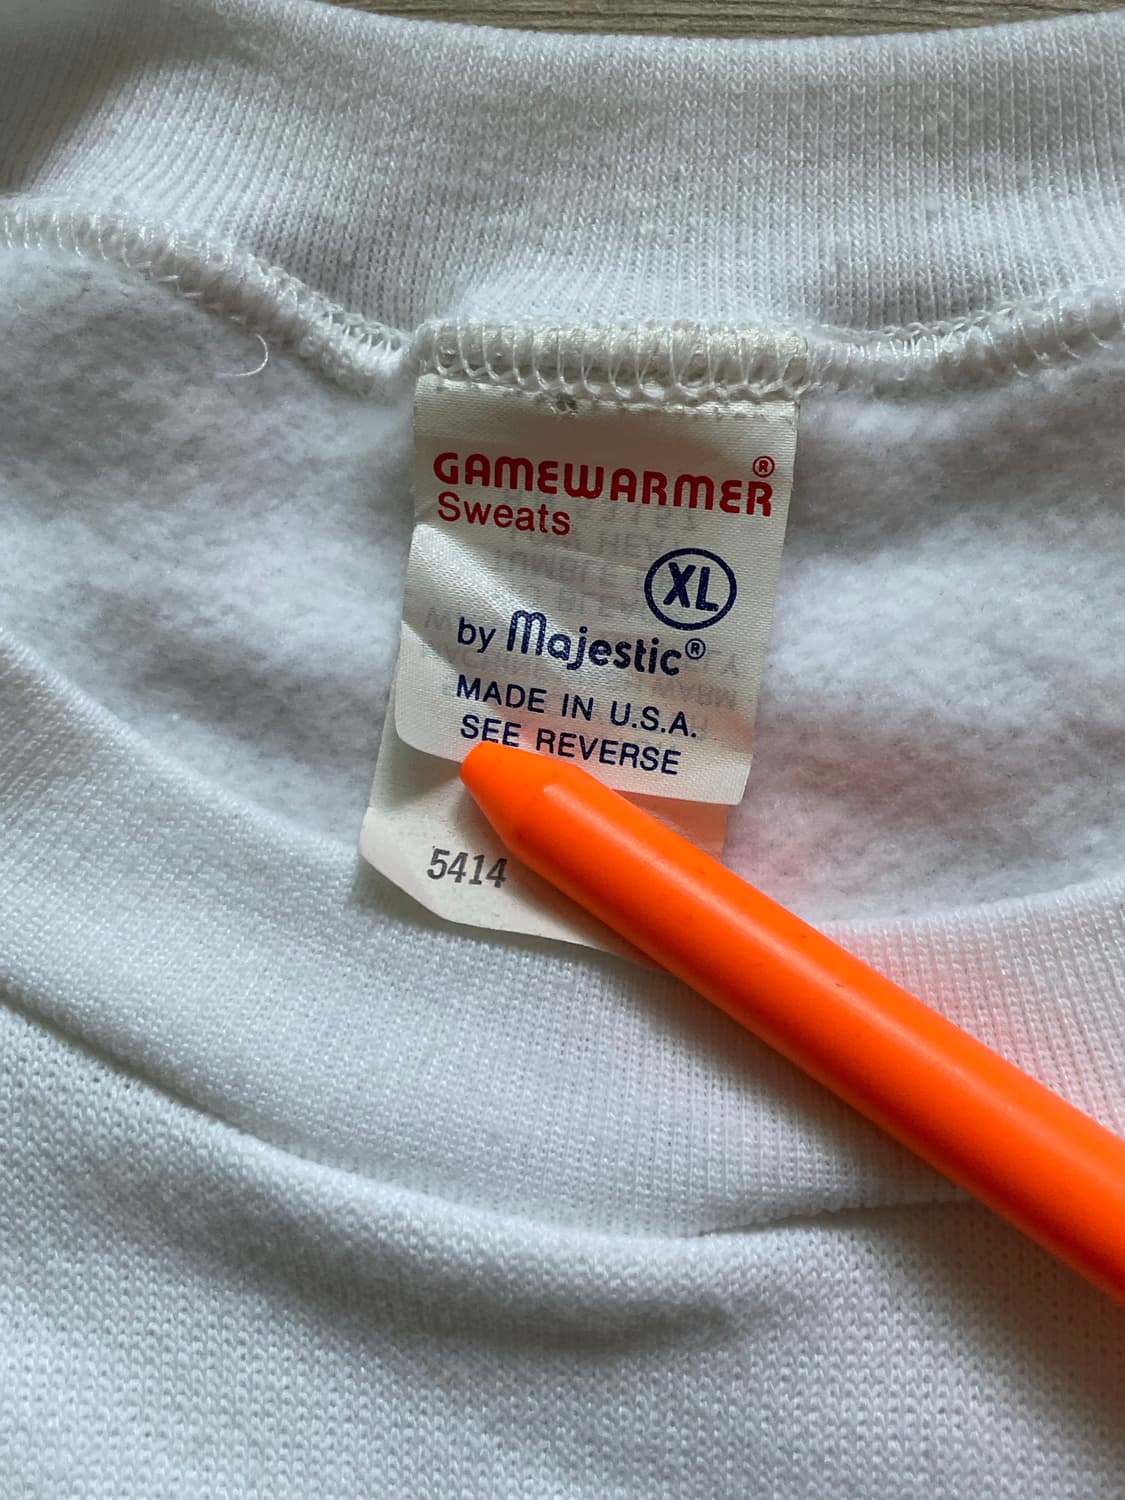 GAMEWARMER®
Sweats
XL
by Majestic®
MADE IN U.S.A.
SEE REVERSE
5414